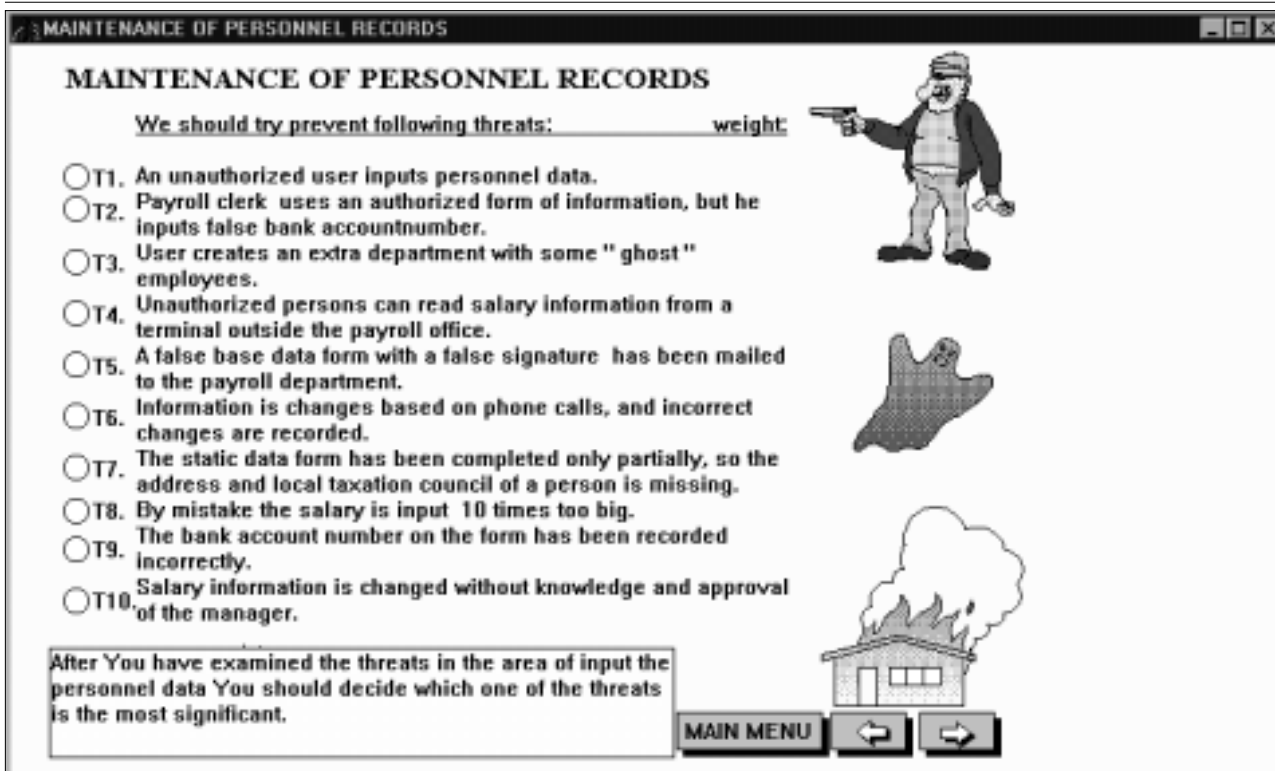 MAINTENANCE OF PERSONNEL RECORDS
MAINTENANCE OF PERSONNEL RECORDS
We should try prevent following threats: weight:
T1. An unauthorized user inputs personnel data.
T2. Payroll clerk uses an authorized form of information, but he
inputs false bank accountnumber.
T3. User creates an extra department with some " ghost "
employees.
T4. Unauthorized persons can read salary information from a
terminal outside the payroll office.
T5. A false base data form with a false signature has been mailed
to the payroll department.
T6. Information is changes based on phone calls, and incorrect
changes are recorded.
T7. The static data form has been completed only partially, so the
address and local taxation council of a person is missing.
T8. By mistake the salary is input 10 times too big.
T9. The bank account number on the form has been recorded
incorrectly.
T10. Salary information is changed without knowledge and approval
of the manager.
After You have examined the threats in the area of input the
personnel data You should decide which one of the threats
is the most significant.
MAIN MENU